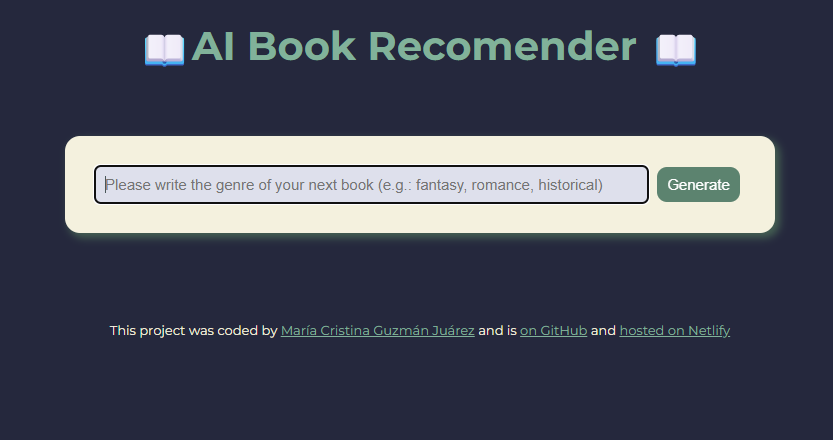 AI Book Recomender
Please write the genre of your next book (e.g.: fantasy, romance, historical)
Generate
This project was coded by María Cristina Guzmán Juárez and is on GitHub and hosted on Netlify